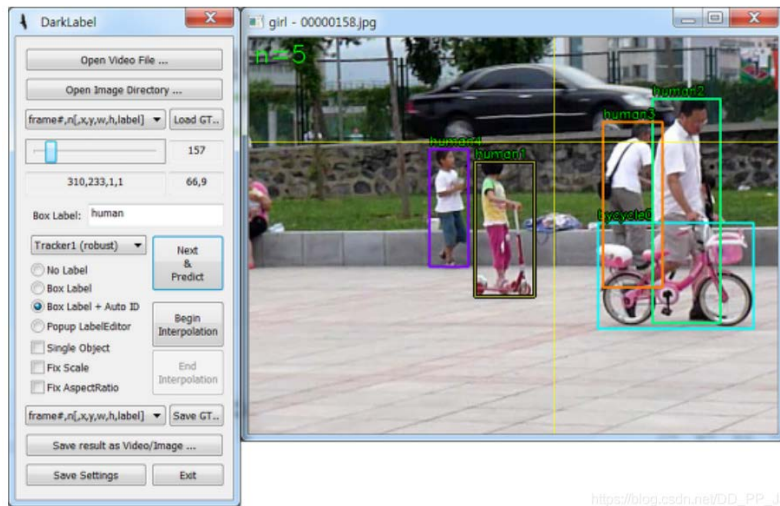 DarkLabel
Open Video File ...
Open Image Directory ...
frame#,n[,x,y,w,h,label]
Load GT..
157
310,233,1,1
66,9
Box Label:
human
Tracker1 (robust)
Next
&
Predict
No Label
Box Label
Box Label + Auto ID
Popup LabelEditor
Begin
Interpolation
Single Object
Fix Scale
Fix AspectRatio
End
Interpolation
frame#,n[,x,y,w,h,label]
Save GT..
Save result as Video/Image ...
Save Settings
Exit
girl - 00000158.jpg
n=5
human2
human3
human4
human1
bycycle0
https://blog.csdn.net/DD_PP_JJ